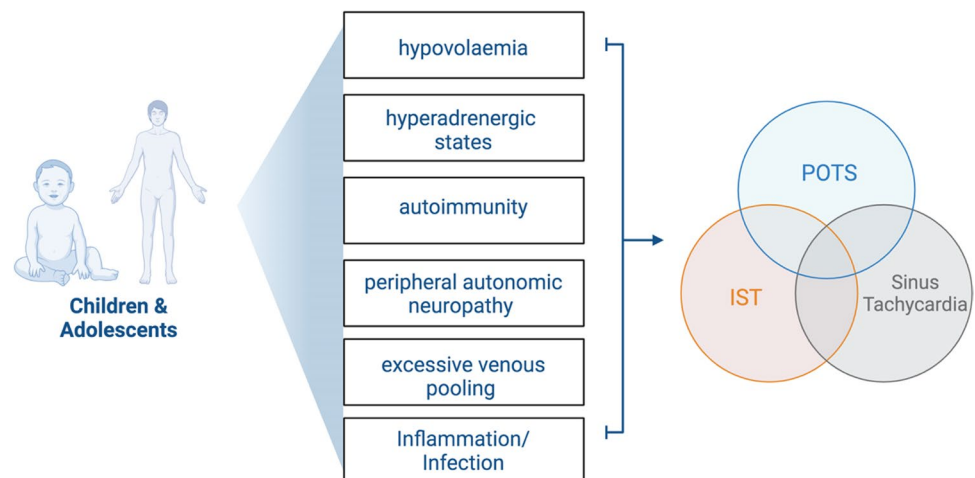 hypovolaemia
hyperadrenergic
states
autoimmunity
peripheral autonomic
neuropathy
excessive venous
pooling
Inflammation/
Infection
Children &
Adolescents
POTS
IST
Sinus
Tachycardia